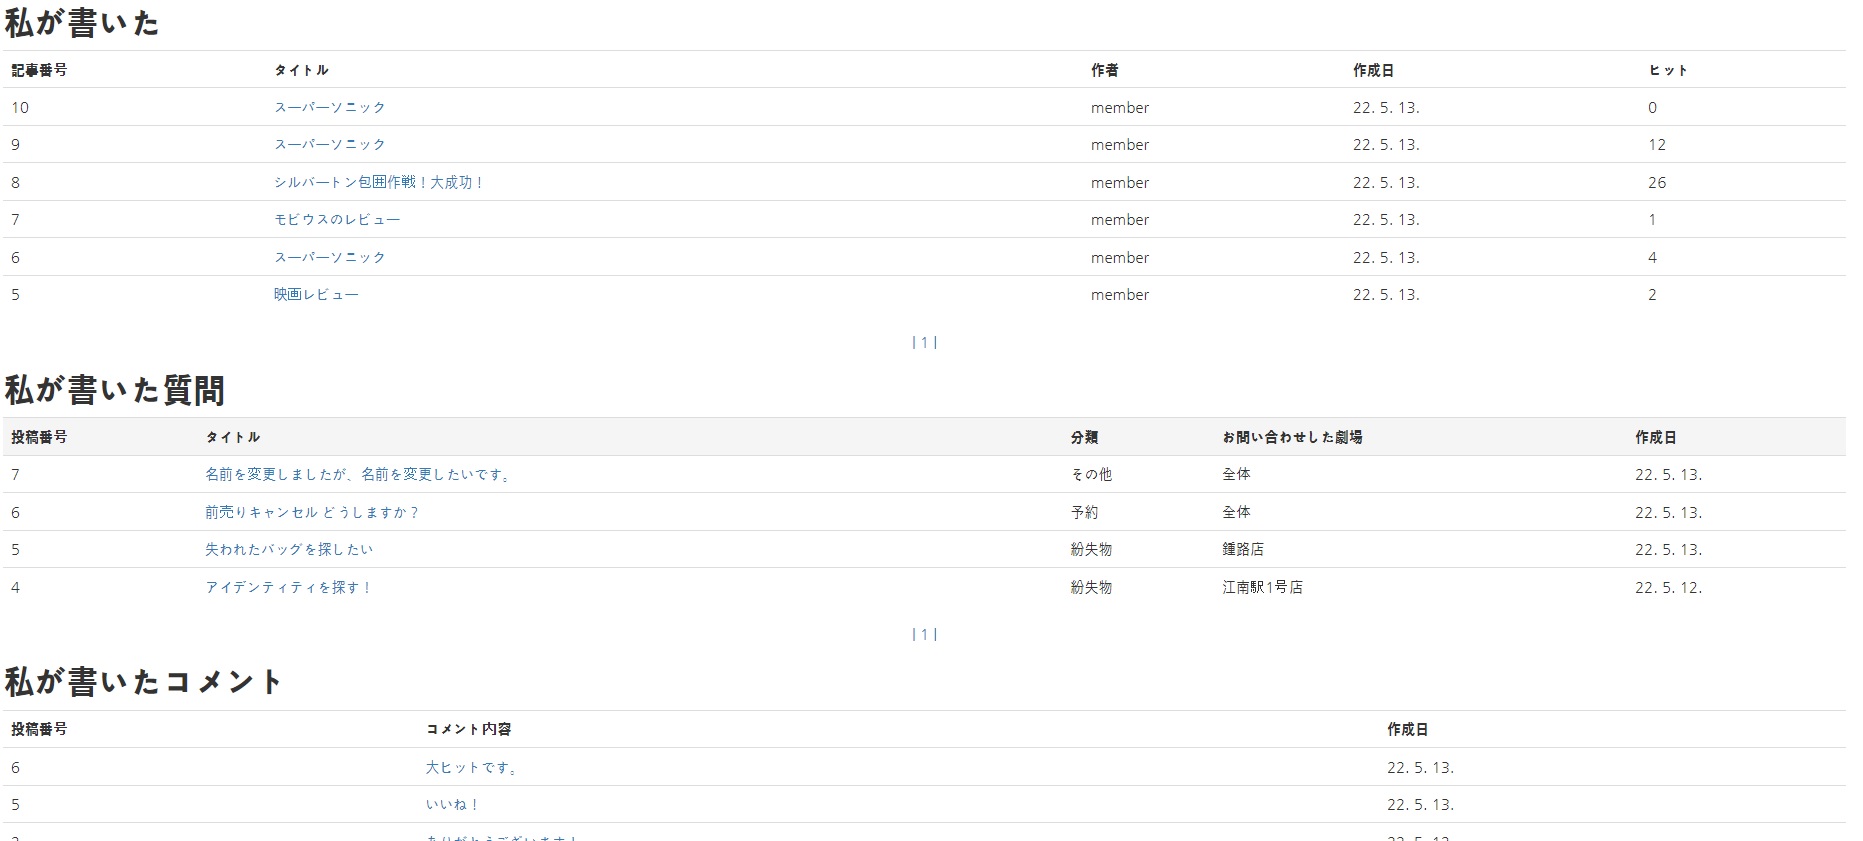 私が書いた
記事番号 タイトル 作者 作成日 ヒット
10 スーパーソニック member 22. 5. 13. 0
9 スーパーソニック member 22. 5. 13. 12
8 シルバートン包囲作戦！大成功！ member 22. 5. 13. 26
7 モビウスのレビュー member 22. 5. 13. 1
6 スーパーソニック member 22. 5. 13. 4
5 映画レビュー member 22. 5. 13. 2
| 1 |
私が書いた質問
投稿番号 タイトル 分類 お問い合わせした劇場 作成日
7 名前を変更しましたが、名前を変更したいです。 その他 全体 22. 5. 13.
6 前売りキャンセル どうしますか？ 予約 全体 22. 5. 13.
5 失われたバッグを探したい 紛失物 鍾路店 22. 5. 13.
4 アイデンティティを探す！ 紛失物 江南駅1号店 22. 5. 12.
| 1 |
私が書いたコメント
投稿番号 コメント内容 作成日
6 大ヒットです。 22. 5. 13.
5 いいね！ 22. 5. 13.
ありがとうございます！